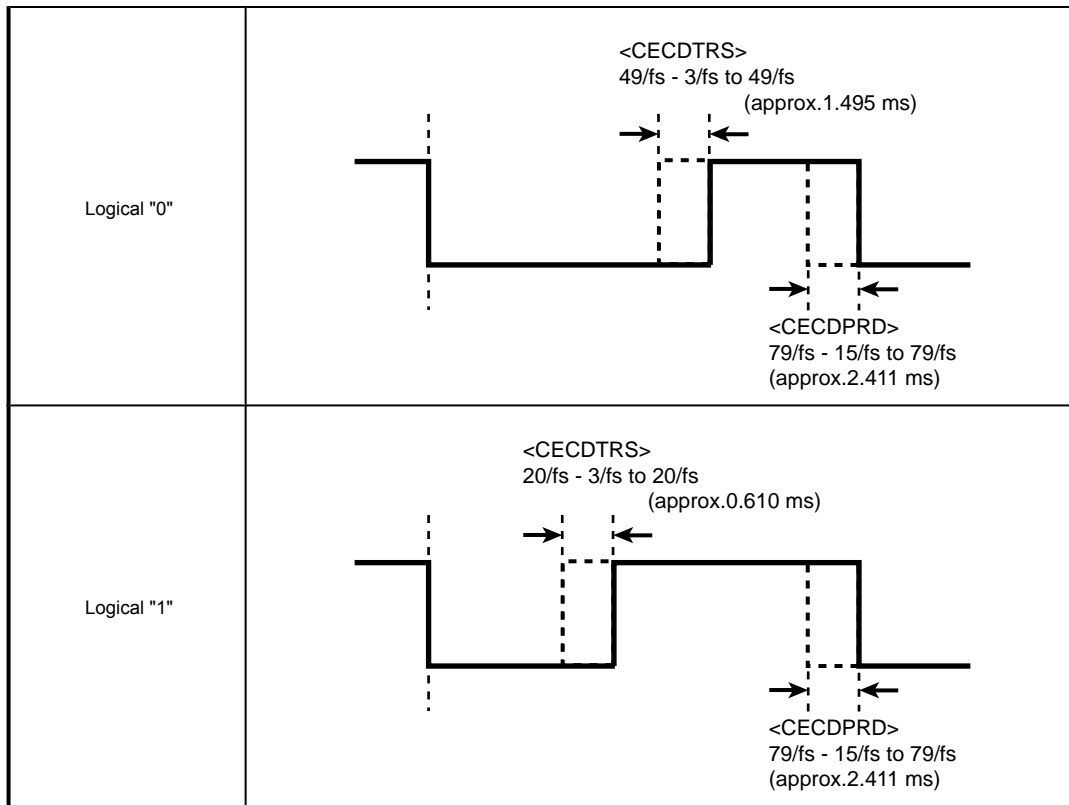 Logical "0"
<CECDTRS>
49/fs - 3/fs to 49/fs
(approx.1.495 ms)
<CECDPRD>
79/fs - 15/fs to 79/fs
(approx.2.411 ms)
Logical "1"
<CECDTRS>
20/fs - 3/fs to 20/fs
(approx.0.610 ms)
<CECDPRD>
79/fs - 15/fs to 79/fs
(approx.2.411 ms)